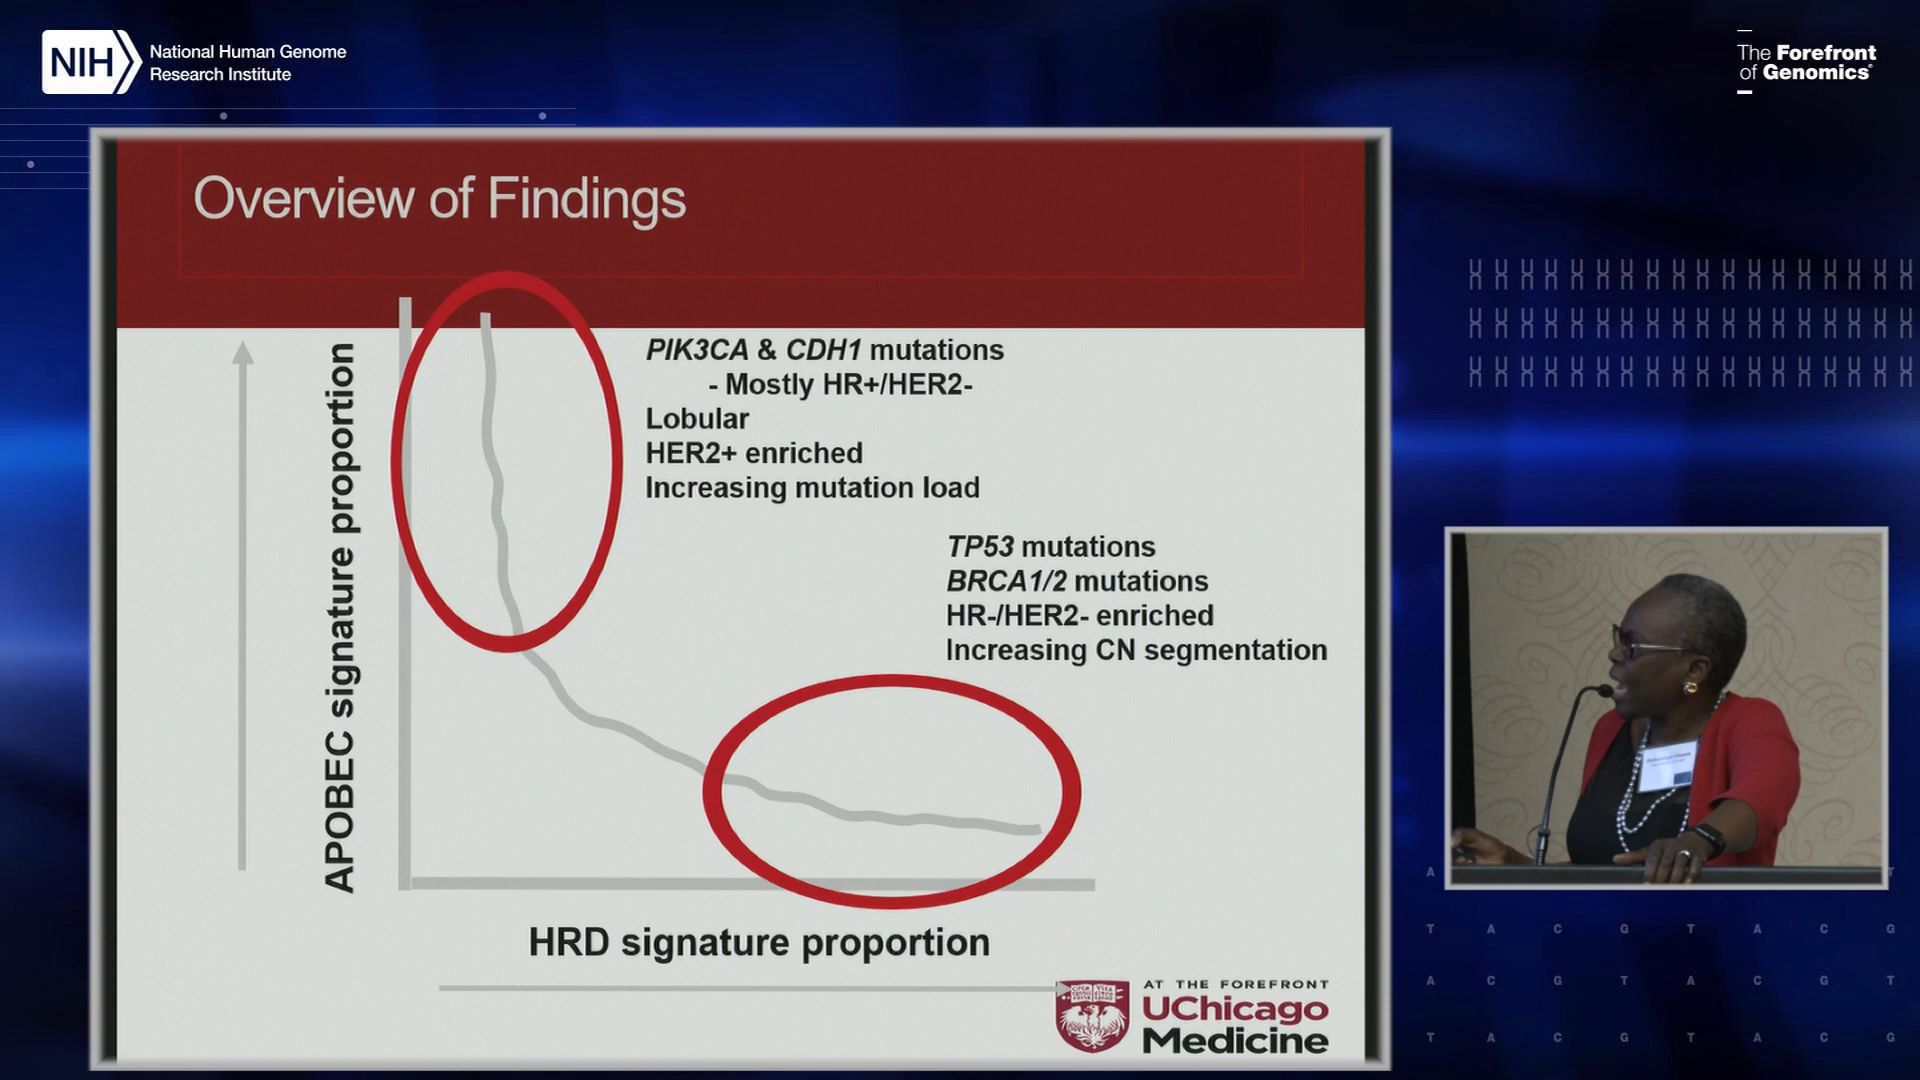 NIH
National Human Genome
Research Institute
The Forefront
of Genomics®
Overview of Findings
APOBEC signature proportion
PIK3CA & CDH1 mutations
- Mostly HR+/HER2-
Lobular
HER2+ enriched
Increasing mutation load
TP53 mutations
BRCA1/2 mutations
HR-/HER2- enriched
Increasing CN segmentation
HRD signature proportion
AT THE FOREFRONT
UChicago
Medicine
A T
T A C G T A C G
A C G T A C G T
T A C G T A C G